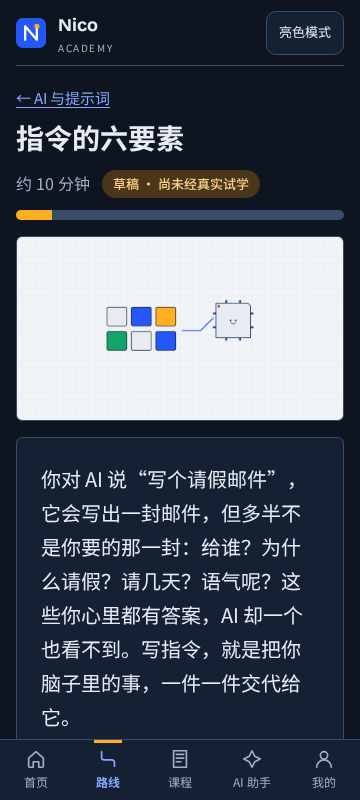 Nico
ACADEMY
亮色模式
← AI 与提示词
指令的六要素
约 10 分钟
草稿 · 尚未经真实试学
你对 AI 说“写个请假邮件”，
它会写出一封邮件，但多半不
是你要的那一封：给谁？为什
么请假？请几天？语气呢？这
些你心里都有答案，AI 却一个
也看不到。写指令，就是把你
脑子里的事，一件一件交代给
它。
首页
路线
课程
AI 助手
我的